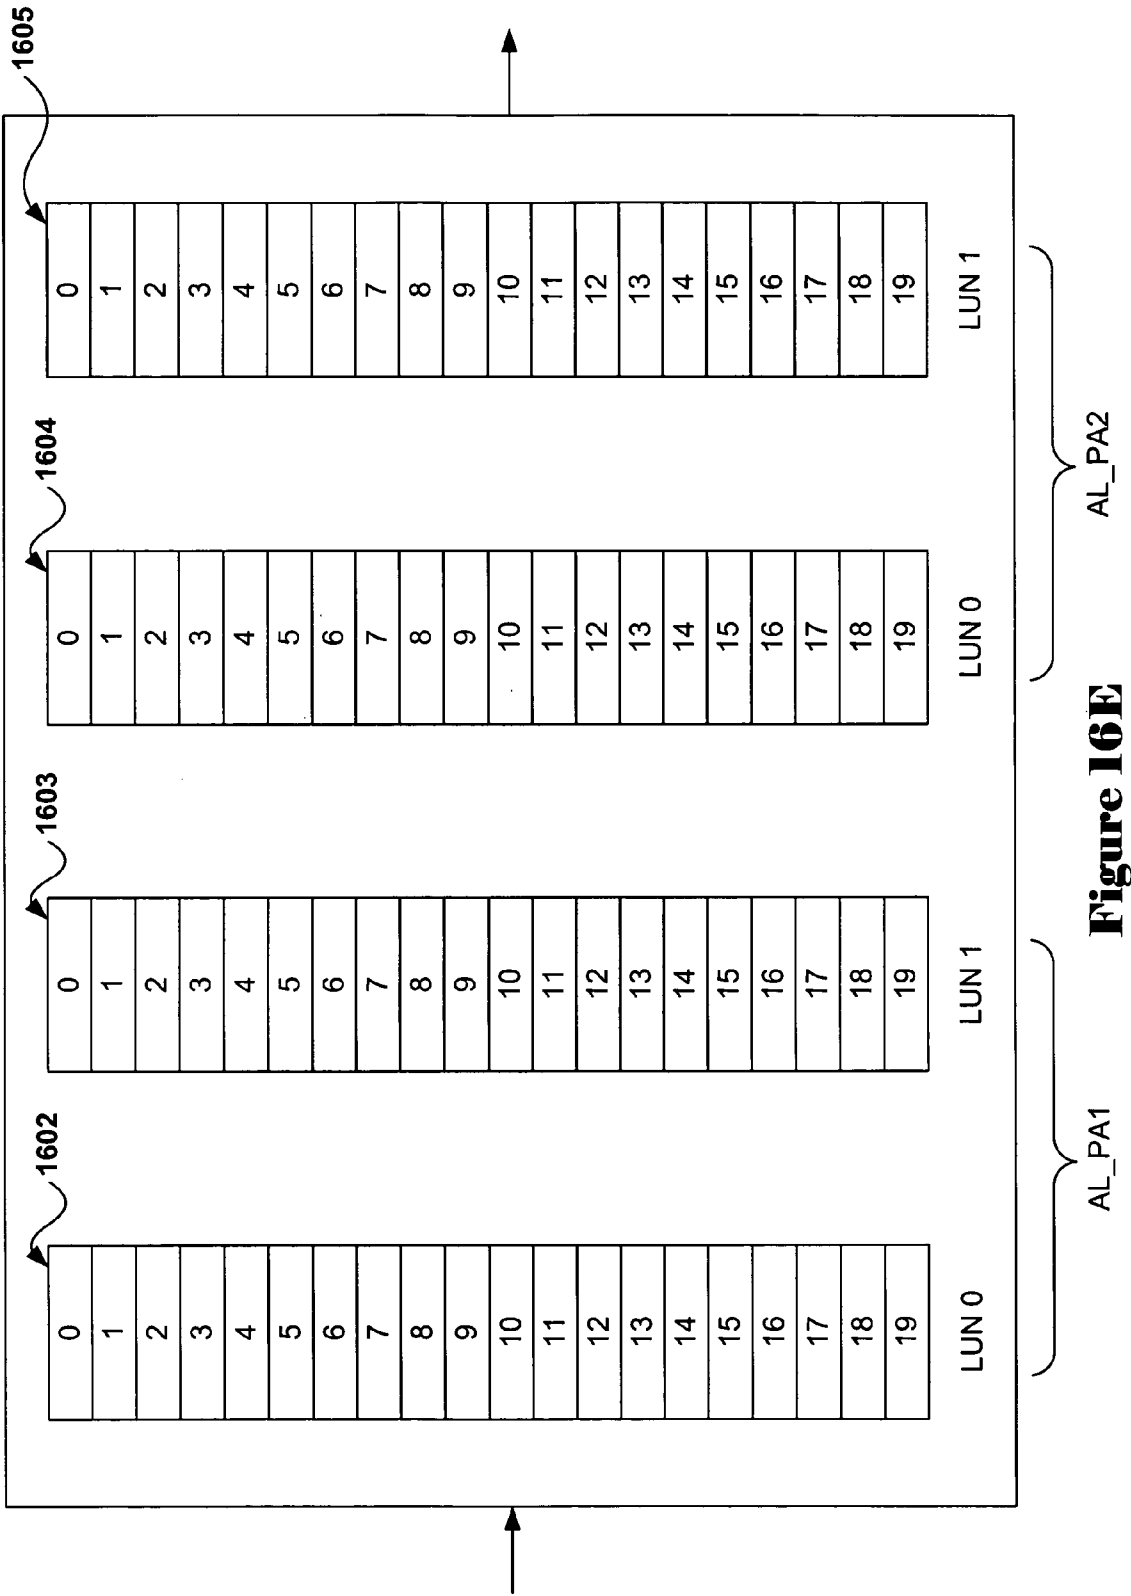 1602 1603 1604 1605
0 0 0 0
1 1 1 1
2 2 2 2
3 3 3 3
4 4 4 4
5 5 5 5
6 6 6 6
7 7 7 7
8 8 8 8
9 9 9 9
10 10 10 10
11 11 11 11
12 12 12 12
13 13 13 13
14 14 14 14
15 15 15 15
16 16 16 16
17 17 17 17
18 18 18 18
19 19 19 19
LUN 0 LUN 1 LUN 0 LUN 1
AL_PA1 AL_PA2
Figure 16E